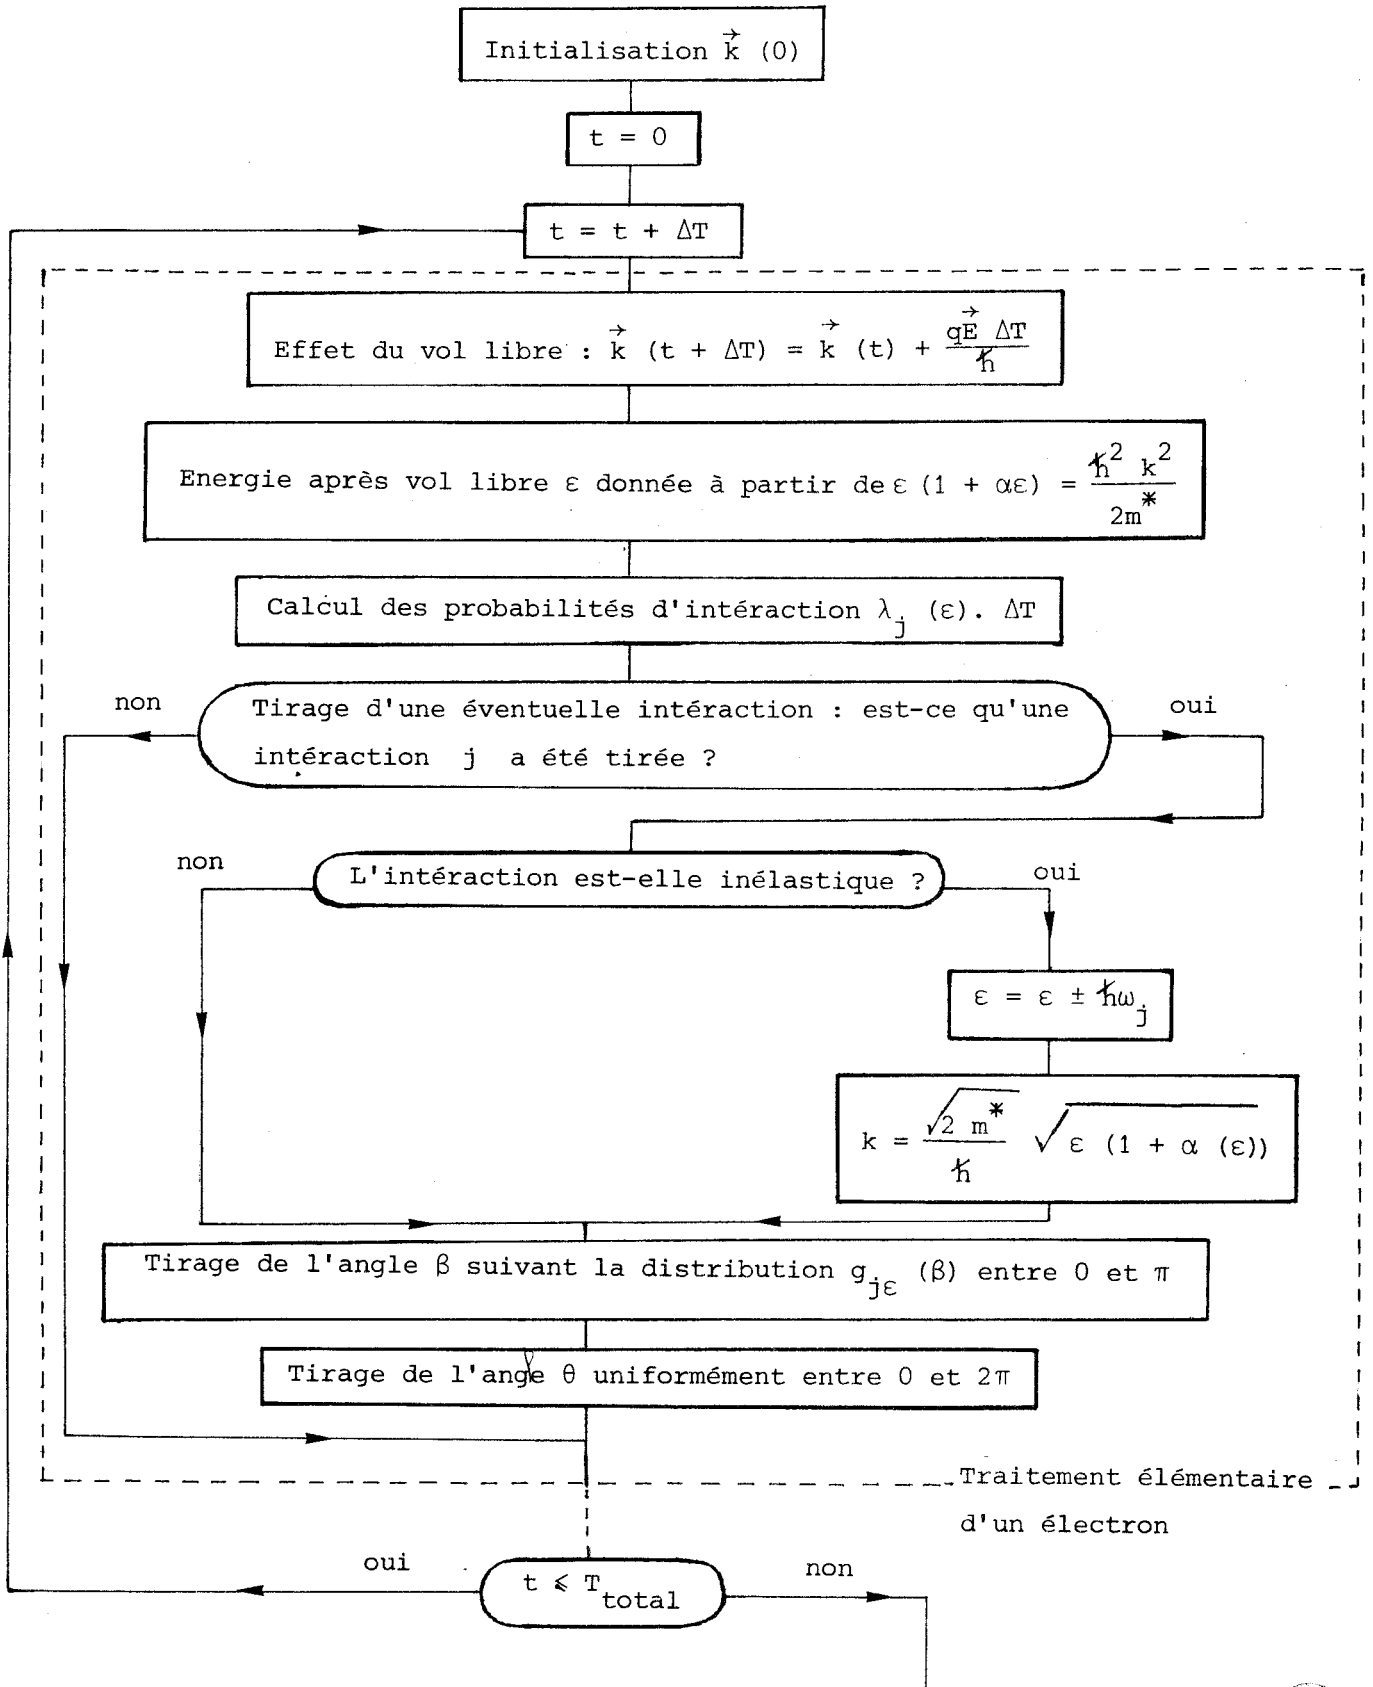 Initialisation k⃗ (0)
t = 0
t = t + ΔT
Effet du vol libre : k⃗ (t + ΔT) = k⃗ (t) + qE⃗ ΔT / ħ
Energie après vol libre ε donnée à partir de ε (1 + αε) = ħ² k² / 2m*
Calcul des probabilités d'intéraction λj (ε). ΔT
non
Tirage d'une éventuelle intéraction : est-ce qu'une
intéraction j a été tirée ?
oui
non
L'intéraction est-elle inélastique ?
oui
ε = ε ± ħωj
k = √2 m* / ħ √ε (1 + α (ε))
Tirage de l'angle β suivant la distribution gjε (β) entre 0 et π
Tirage de l'angle θ uniformément entre 0 et 2π
Traitement élémentaire
d'un électron
oui
t ⩽ Ttotal
non